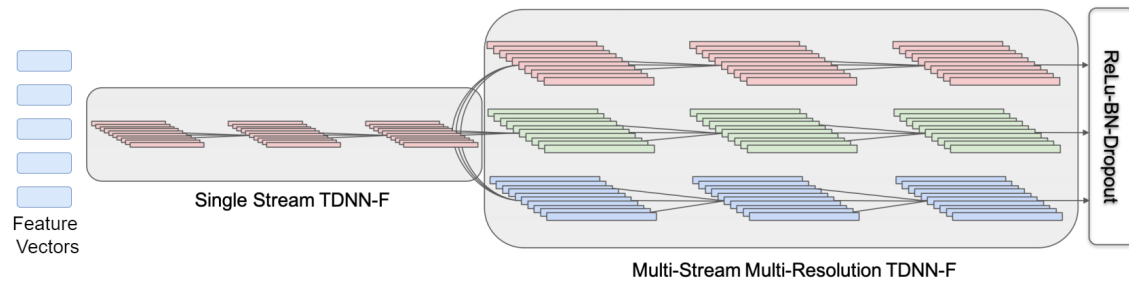 Feature
Vectors
Single Stream TDNN-F
Multi-Stream Multi-Resolution TDNN-F
ReLu-BN-Dropout